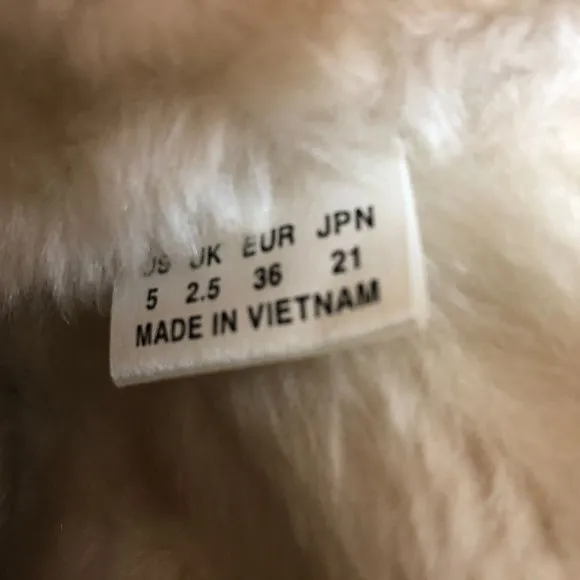 US UK EUR JPN
5 2.5 36 21
MADE IN VIETNAM